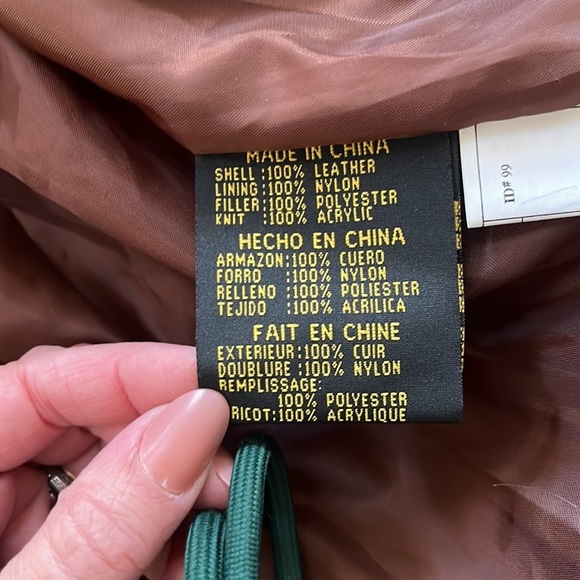 MADE IN CHINA
SHELL :100% LEATHER
LINING :100% NYLON
FILLER :100% POLYESTER
KNIT :100% ACRYLIC
HECHO EN CHINA
ARMAZON:100% CUERO
FORRO :100% NYLON
RELLENO :100% POLIESTER
TEJIDO :100% ACRILICA
FAIT EN CHINE
EXTERIEUR:100% CUIR
DOUBLURE :100% NYLON
REMPLISSAGE:
100% POLYESTER
RICOT:100% ACRYLIQUE
ID# 99